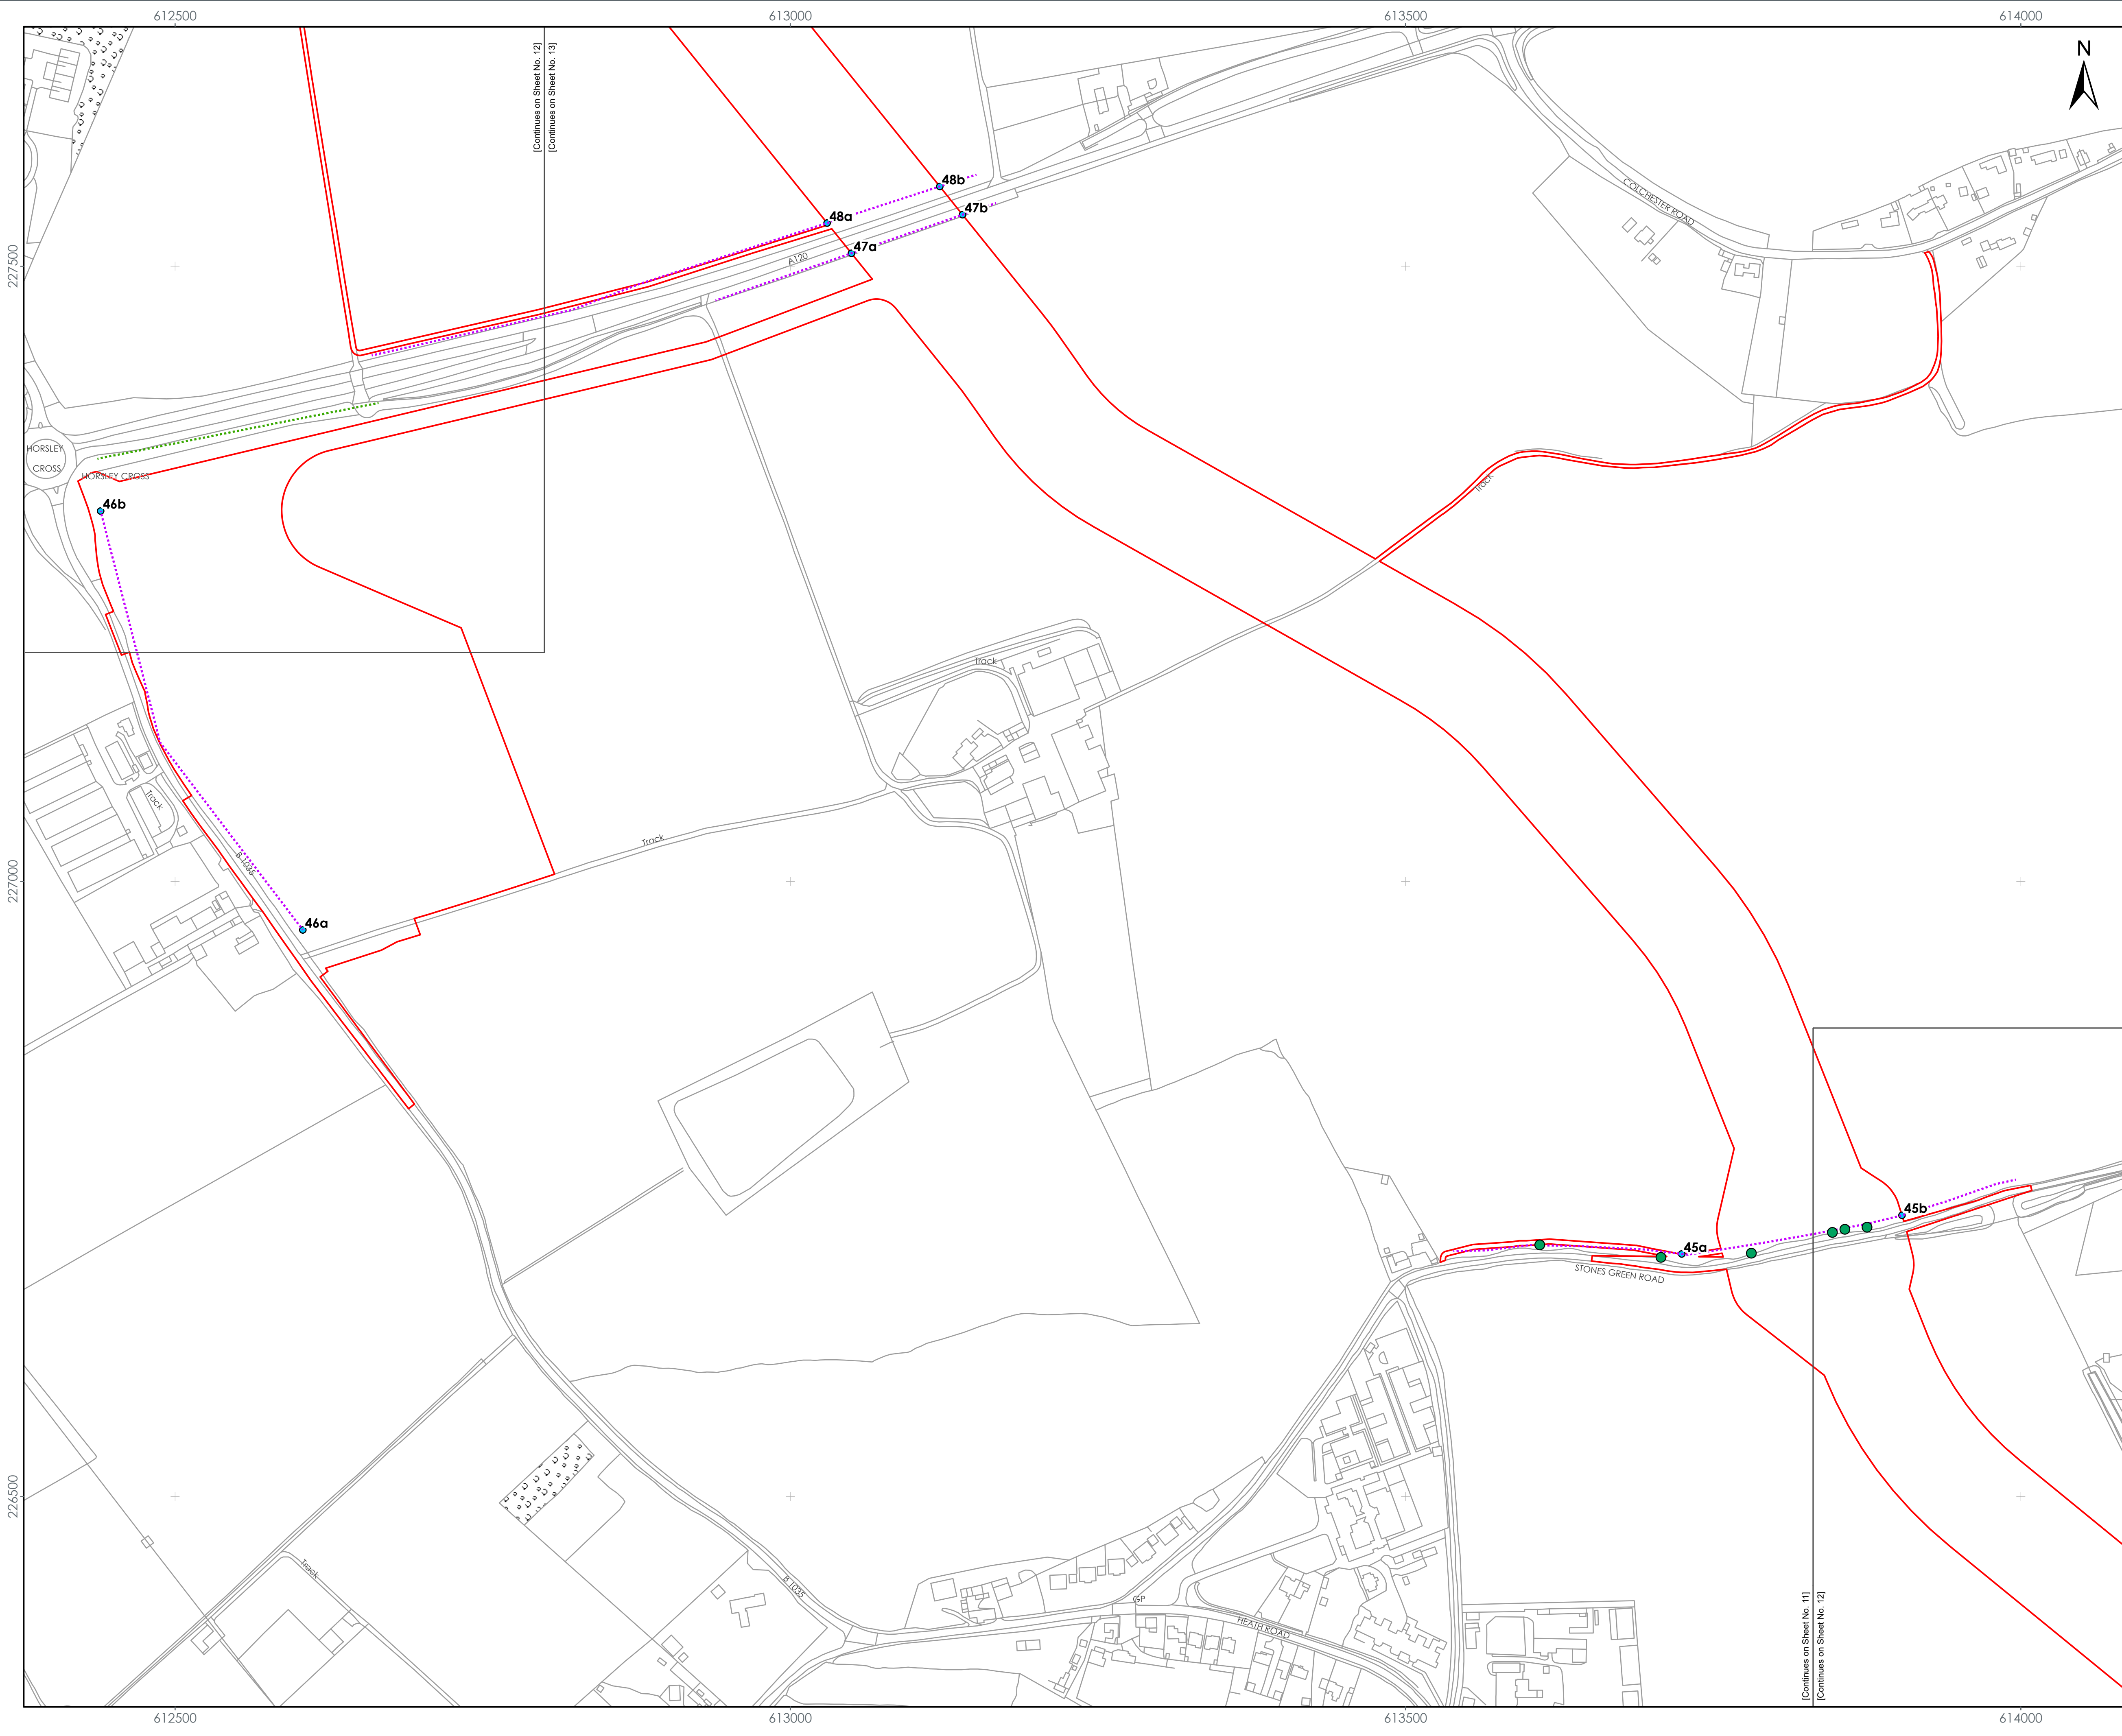 612500
613000
613500
614000
[Continues on Sheet No. 12]
[Continues on Sheet No. 13]
N
48b
COLCHESTER ROAD
47b
48a
47a
A120
227500
HORSLEY
CROSS
HORSLEY CROSS
Track
46b
Track
Track
Track
B 1035
227000
46a
45b
45a
STONES GREEN ROAD
226500
Track
B 1035
GP
HEATH ROAD
[Continues on Sheet No. 11]
[Continues on Sheet No. 12]
612500
613000
613500
614000